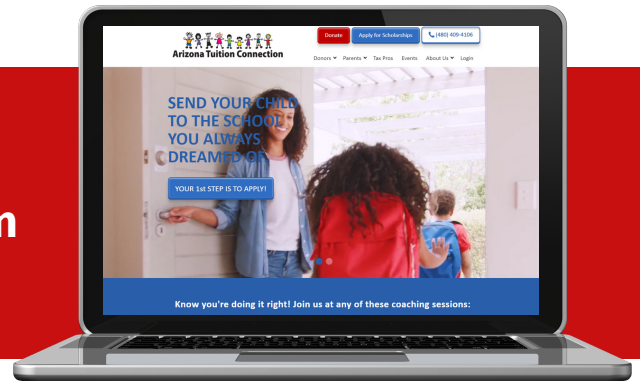 Donate
Apply for Scholarships
(480) 409-4106
Arizona Tuition Connection
Donors
Parents
Tax-Pros
Events
About Us
Login
SEND YOUR CHILD
TO THE SCHOOL
YOU ALWAYS
DREAMED OF
YOUR 1st STEP IS TO APPLY!
m
Know you're doing it right! Join us at any of these coaching sessions: